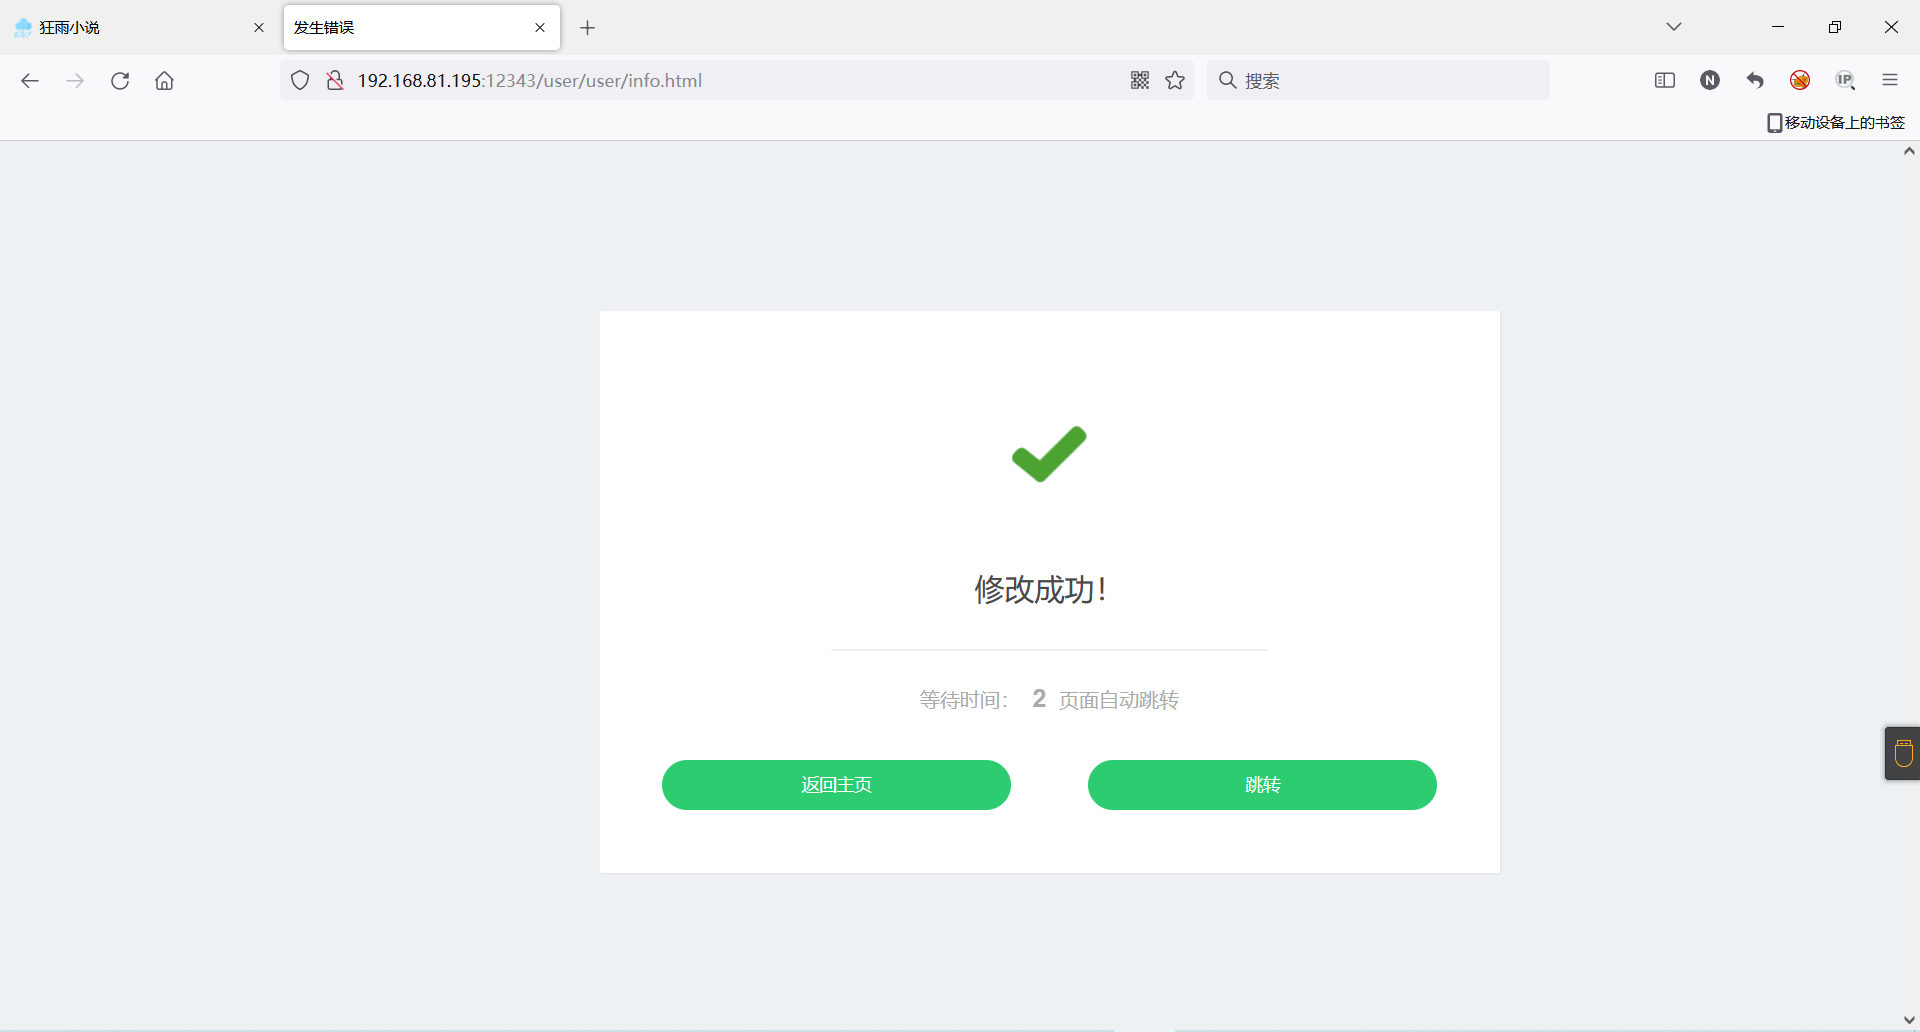 狂雨小说
发生错误
192.168.81.195:12343/user/user/info.html
搜索
N
IP
移动设备上的书签
修改成功！
等待时间： 2 页面自动跳转
返回主页
跳转